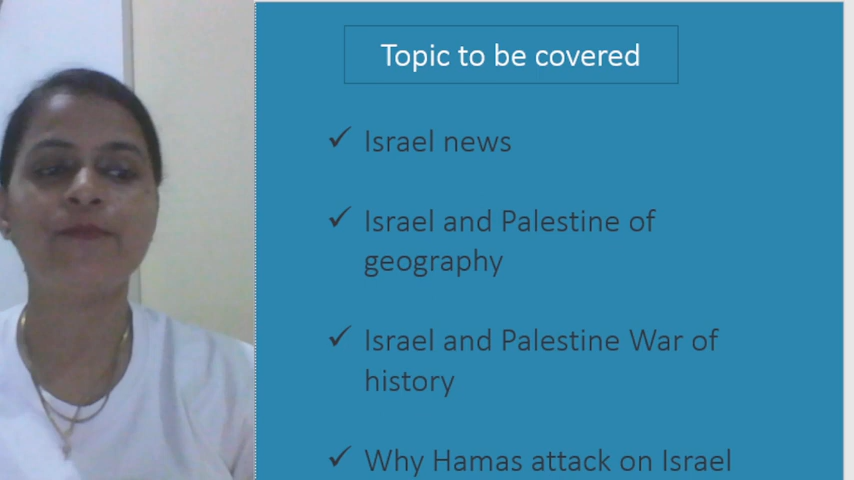 Topic to be covered
✓ Israel news
✓ Israel and Palestine of
geography
✓ Israel and Palestine War of
history
✓ Why Hamas attack on Israel